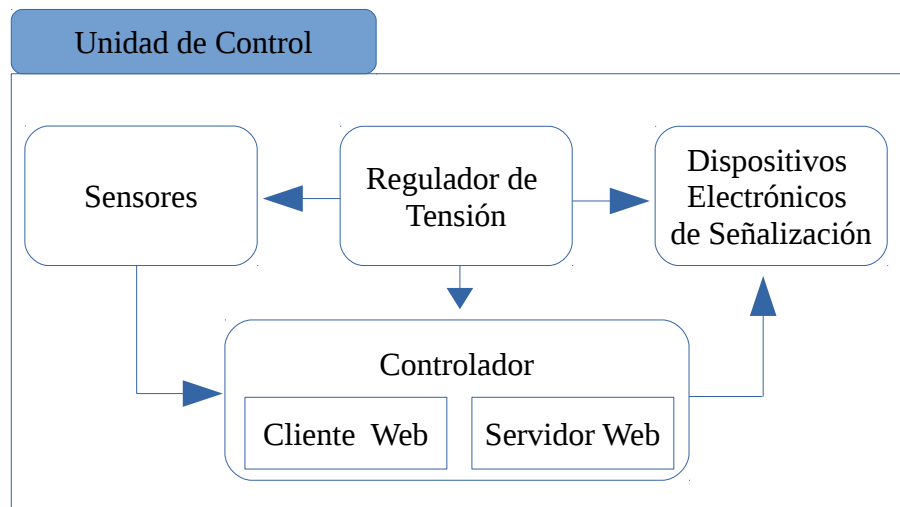 Unidad de Control
Sensores
Regulador de
Tensión
Dispositivos
Electrónicos
de Señalización
Controlador
Cliente Web
Servidor Web